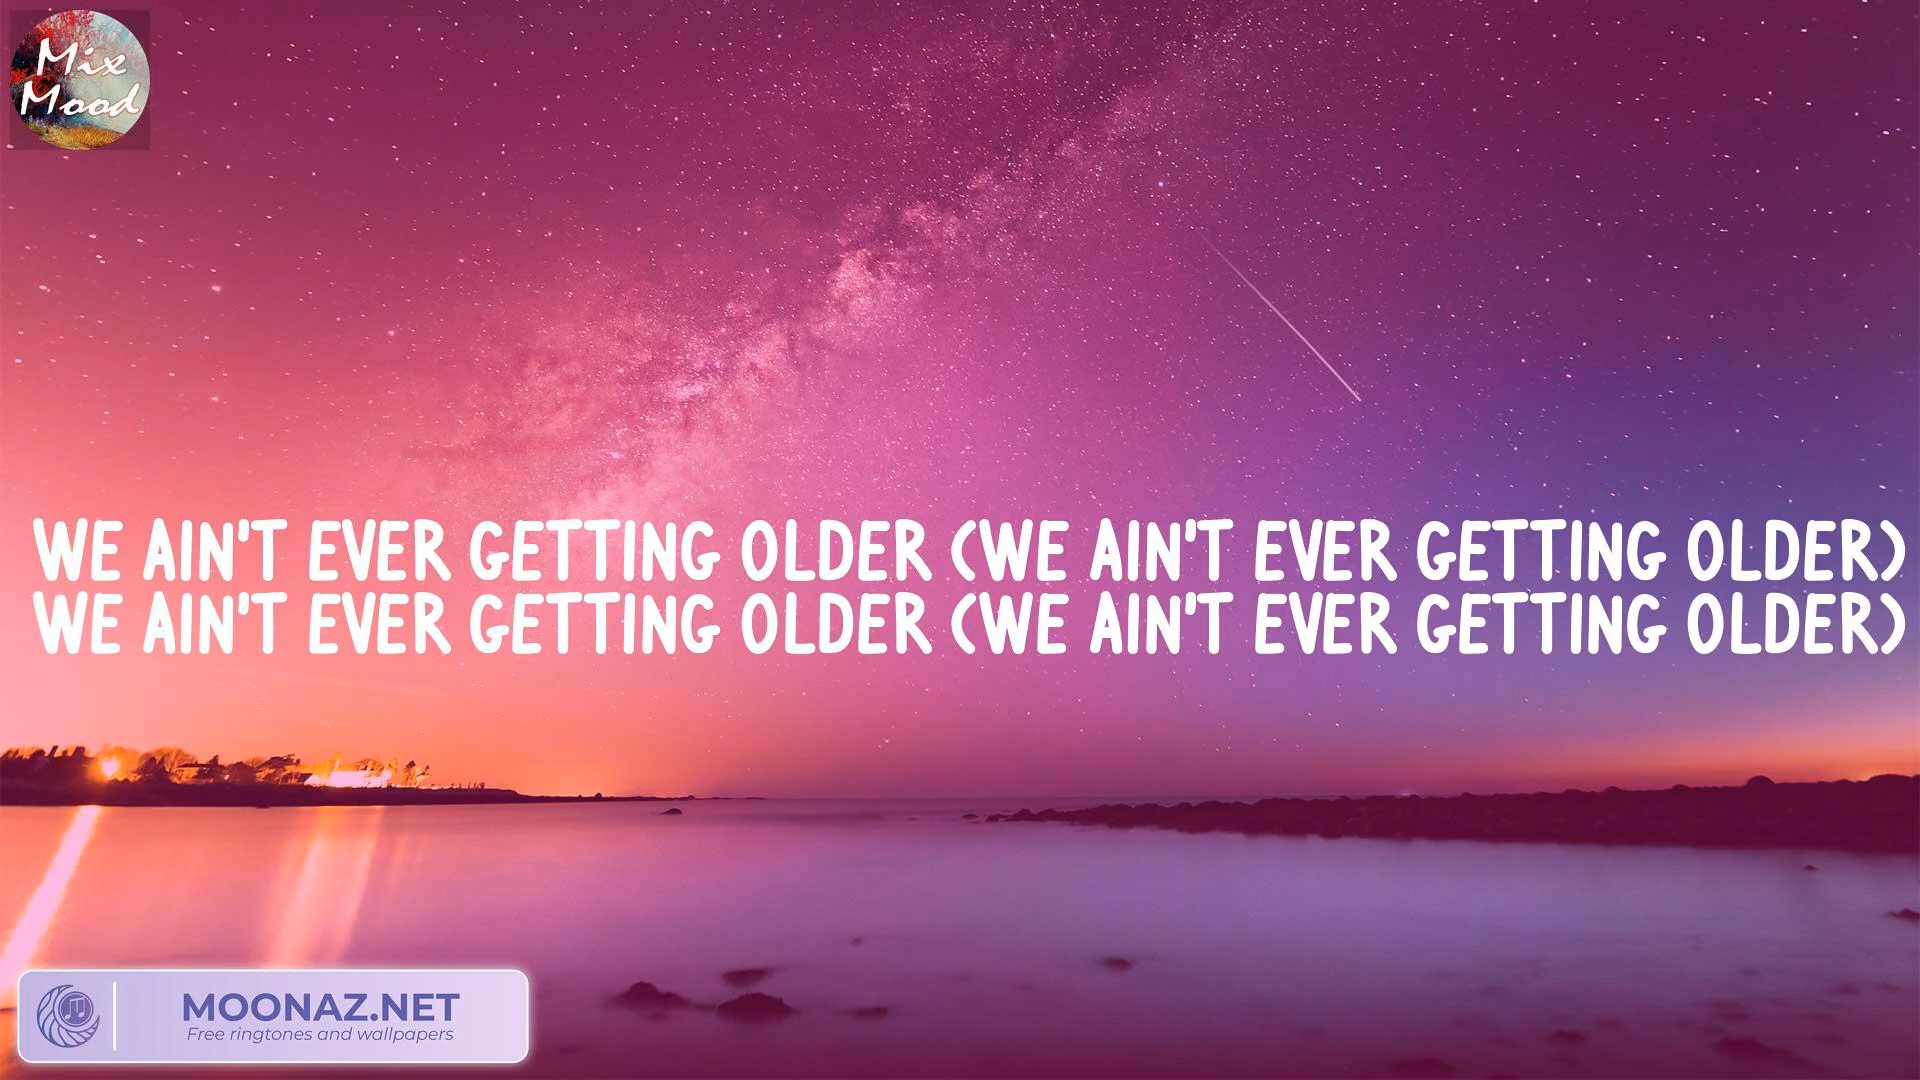 Mix
Mood
WE AIN'T EVER GETTING OLDER (WE AIN'T EVER GETTING OLDER)
WE AIN'T EVER GETTING OLDER (WE AIN'T EVER GETTING OLDER)
MOONAZ.NET
Free ringtones and wallpapers